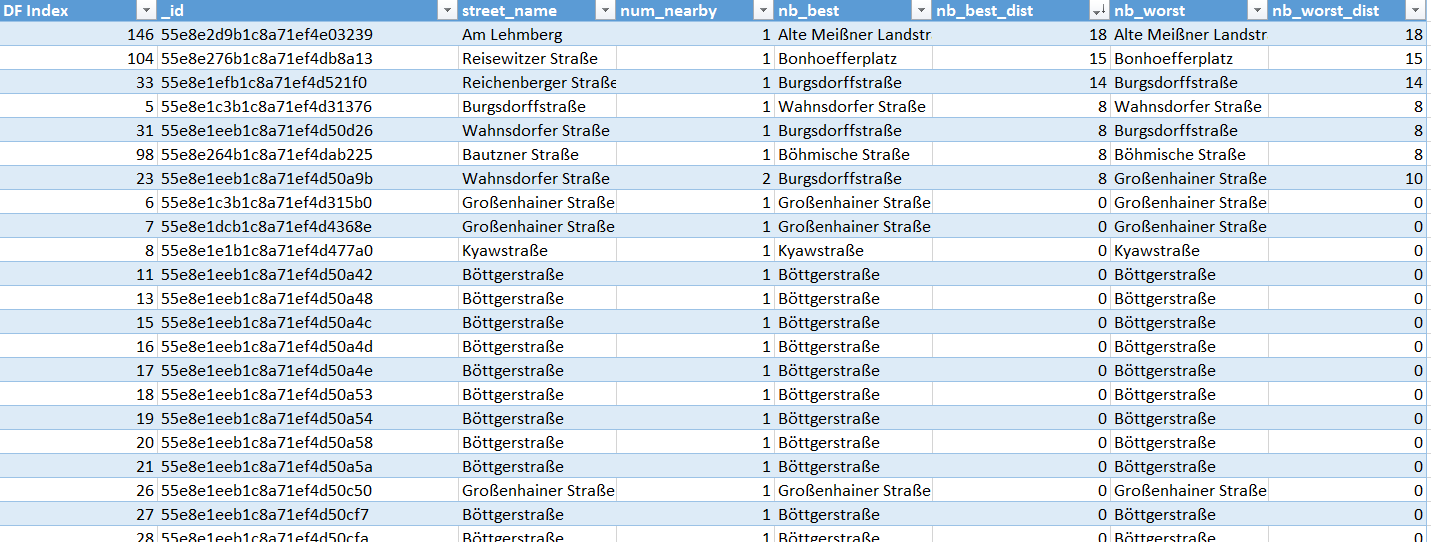 DF Index _id street_name num_nearby nb_best nb_best_dist nb_worst nb_worst_dist
146 55e8e2d9b1c8a71ef4e03239 Am Lehmberg 1 Alte Meißner Landstr 18 Alte Meißner Landstr 18
104 55e8e276b1c8a71ef4db8a13 Reisewitzer Straße 1 Bonhoefferplatz 15 Bonhoefferplatz 15
33 55e8e1efb1c8a71ef4d521f0 Reichenberger Straße 1 Burgsdorffstraße 14 Burgsdorffstraße 14
5 55e8e1c3b1c8a71ef4d31376 Burgsdorffstraße 1 Wahnsdorfer Straße 8 Wahnsdorfer Straße 8
31 55e8e1eeb1c8a71ef4d50d26 Wahnsdorfer Straße 1 Burgsdorffstraße 8 Burgsdorffstraße 8
98 55e8e264b1c8a71ef4dab225 Bautzner Straße 1 Böhmische Straße 8 Böhmische Straße 8
23 55e8e1eeb1c8a71ef4d50a9b Wahnsdorfer Straße 2 Burgsdorffstraße 8 Großenhainer Straße 10
6 55e8e1c3b1c8a71ef4d315b0 Großenhainer Straße 1 Großenhainer Straße 0 Großenhainer Straße 0
7 55e8e1dcb1c8a71ef4d4368e Großenhainer Straße 1 Großenhainer Straße 0 Großenhainer Straße 0
8 55e8e1e1b1c8a71ef4d477a0 Kyawstraße 1 Kyawstraße 0 Kyawstraße 0
11 55e8e1eeb1c8a71ef4d50a42 Böttgerstraße 1 Böttgerstraße 0 Böttgerstraße 0
13 55e8e1eeb1c8a71ef4d50a48 Böttgerstraße 1 Böttgerstraße 0 Böttgerstraße 0
15 55e8e1eeb1c8a71ef4d50a4c Böttgerstraße 1 Böttgerstraße 0 Böttgerstraße 0
16 55e8e1eeb1c8a71ef4d50a4d Böttgerstraße 1 Böttgerstraße 0 Böttgerstraße 0
17 55e8e1eeb1c8a71ef4d50a4e Böttgerstraße 1 Böttgerstraße 0 Böttgerstraße 0
18 55e8e1eeb1c8a71ef4d50a53 Böttgerstraße 1 Böttgerstraße 0 Böttgerstraße 0
19 55e8e1eeb1c8a71ef4d50a54 Böttgerstraße 1 Böttgerstraße 0 Böttgerstraße 0
20 55e8e1eeb1c8a71ef4d50a58 Böttgerstraße 1 Böttgerstraße 0 Böttgerstraße 0
21 55e8e1eeb1c8a71ef4d50a5a Böttgerstraße 1 Böttgerstraße 0 Böttgerstraße 0
26 55e8e1eeb1c8a71ef4d50c50 Großenhainer Straße 1 Großenhainer Straße 0 Großenhainer Straße 0
27 55e8e1eeb1c8a71ef4d50cf7 Böttgerstraße 1 Böttgerstraße 0 Böttgerstraße 0
28 55e8e1eeb1c8a71ef4d50cfa Böttgerstraße 1 Böttgerstraße 0 Böttgerstraße 0